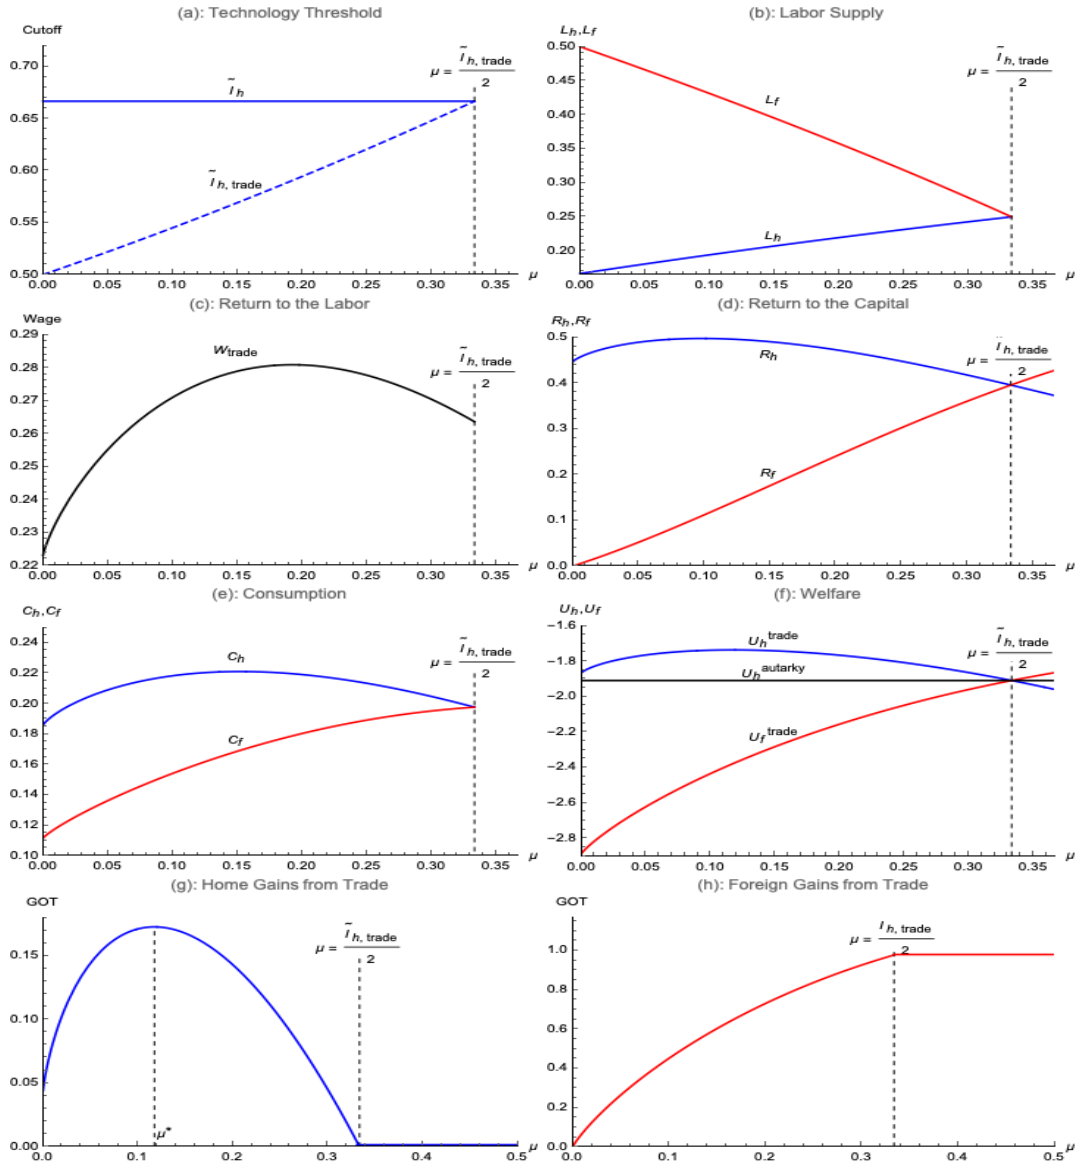 (a): Technology Threshold
Cutoff
0.70
0.65
0.60
0.55
0.50
0.00 0.05 0.10 0.15 0.20 0.25 0.30 0.35 μ
Ĩh
Ĩh, trade
μ = Ĩh, trade / 2
(b): Labor Supply
Lh,Lf
0.50
0.45
0.40
0.35
0.30
0.25
0.20
0.00 0.05 0.10 0.15 0.20 0.25 0.30 0.35 μ
Lf
Lh
μ = Ĩh, trade / 2
(c): Return to the Labor
Wage
0.29
0.28
0.27
0.26
0.25
0.24
0.23
0.22
0.00 0.05 0.10 0.15 0.20 0.25 0.30 0.35 μ
Wtrade
μ = Ĩh, trade / 2
(d): Return to the Capital
Rh,Rf
0.5
0.4
0.3
0.2
0.1
0.0
0.00 0.05 0.10 0.15 0.20 0.25 0.30 0.35 μ
Rh
Rf
μ = Ih, trade / 2
(e): Consumption
Ch,Cf
0.24
0.22
0.20
0.18
0.16
0.14
0.12
0.10
0.00 0.05 0.10 0.15 0.20 0.25 0.30 0.35 μ
Ch
Cf
μ = Ĩh, trade / 2
(f): Welfare
Uh,Uf
−1.6
−1.8
−2.0
−2.2
−2.4
−2.6
−2.8
0.00 0.05 0.10 0.15 0.20 0.25 0.30 0.35 μ
Uh trade
Uh autarky
Uf trade
μ = Ĩh, trade / 2
(g): Home Gains from Trade
GOT
0.15
0.10
0.05
0.00
0.0 0.1 0.2 0.3 0.4 0.5 μ
μ*
μ = Ĩh, trade / 2
(h): Foreign Gains from Trade
GOT
1.0
0.8
0.6
0.4
0.2
0.0
0.0 0.1 0.2 0.3 0.4 0.5 μ
μ = Ih, trade / 2